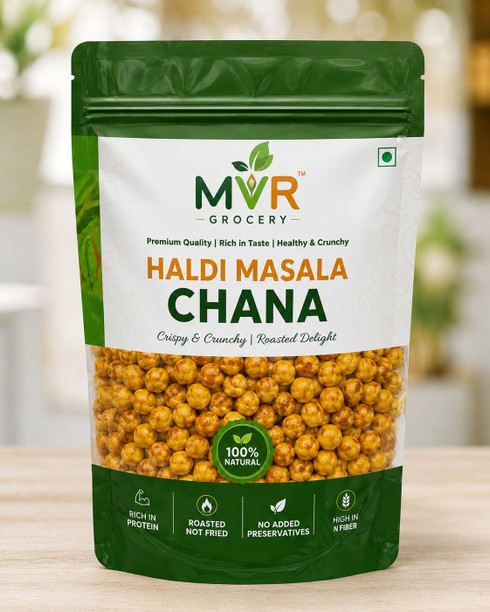 MVR™
GROCERY
Premium Quality | Rich in Taste | Healthy & Crunchy
HALDI MASALA
CHANA
Crispy & Crunchy | Roasted Delight
100%
NATURAL
RICH IN
PROTEIN
ROASTED
NOT FRIED
NO ADDED
PRESERVATIVES
HIGH IN
N FIBER